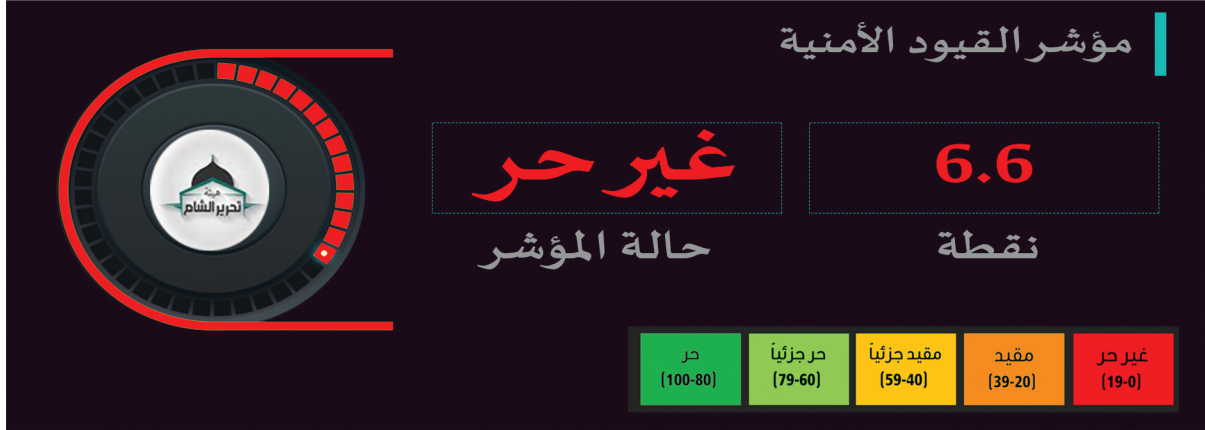 مؤشر القيود الأمنية
6.6
نقطة
غير حر
حالة المؤشر
هيئة
تحرير الشام
غير حر
(19-0)
مقيد
(39-20)
مقيد جزئياً
(59-40)
حر جزئياً
(79-60)
حر
(100-80)